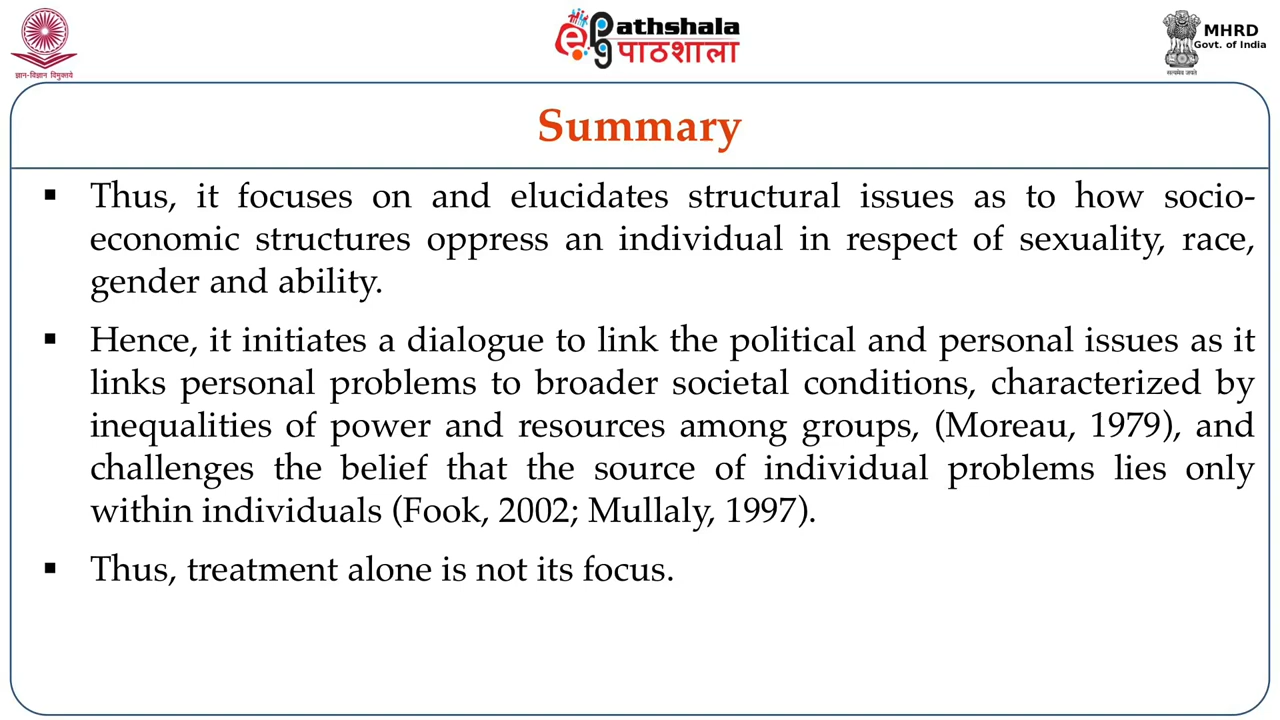 ज्ञान-विज्ञान विमुक्तये
ePathshala
पाठशाला
MHRD
Govt. of India
सत्यमेव जयते
Summary
▪ Thus, it focuses on and elucidates structural issues as to how socio-
economic structures oppress an individual in respect of sexuality, race,
gender and ability.
▪ Hence, it initiates a dialogue to link the political and personal issues as it
links personal problems to broader societal conditions, characterized by
inequalities of power and resources among groups, (Moreau, 1979), and
challenges the belief that the source of individual problems lies only
within individuals (Fook, 2002; Mullaly, 1997).
▪ Thus, treatment alone is not its focus.